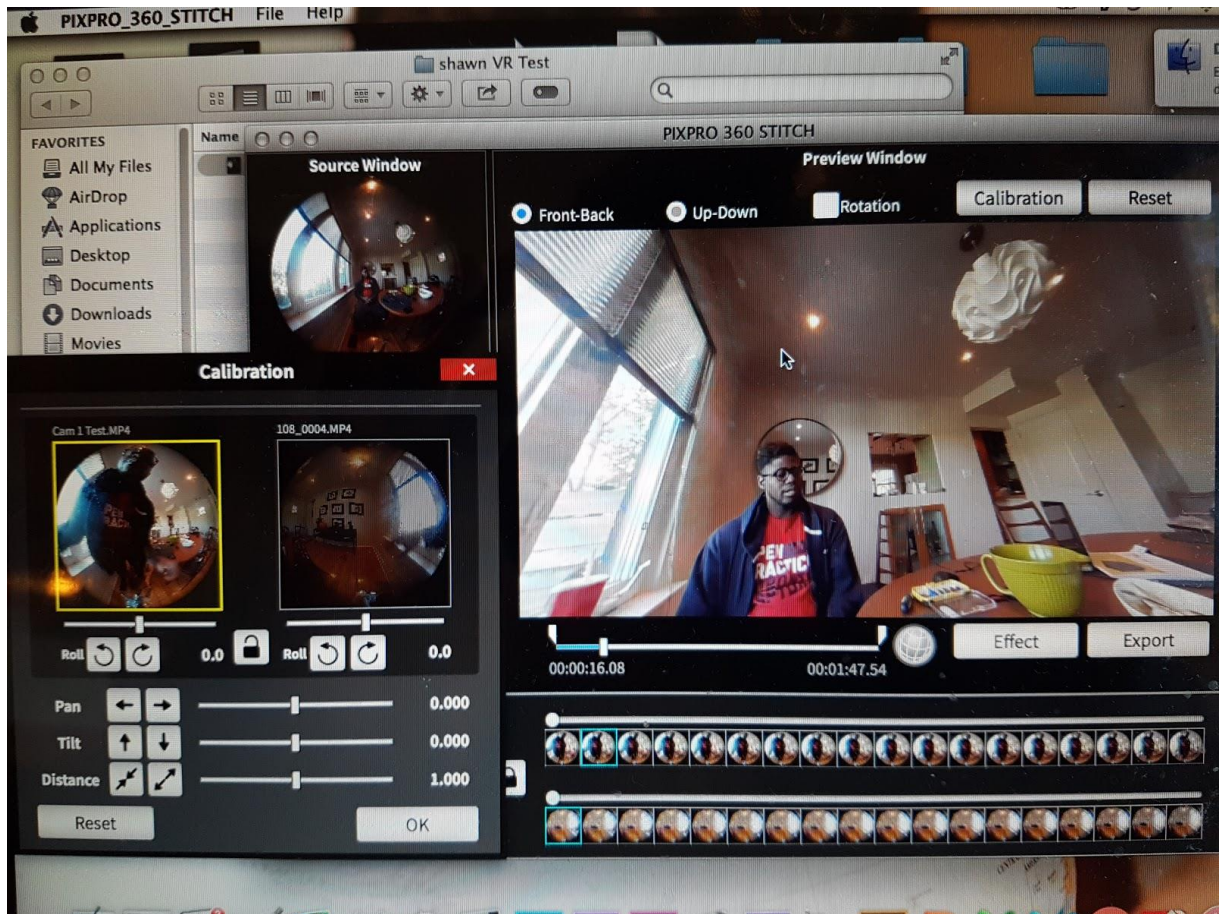 PIXPRO_360_STITCH File Help
shawn VR Test
FAVORITES
All My Files
AirDrop
Applications
Desktop
Documents
Downloads
Movies
Name
PIXPRO 360 STITCH
Source Window
Preview Window
Front-Back
Up-Down
Rotation
Calibration
Reset
Calibration
Cam 1 Test.MP4
108_0004.MP4
PEN
RACTIC
Roll
0.0
Roll
0.0
Pan
0.000
Tilt
0.000
Distance
1.000
Reset
OK
00:00:16.08
00:01:47.54
Effect
Export